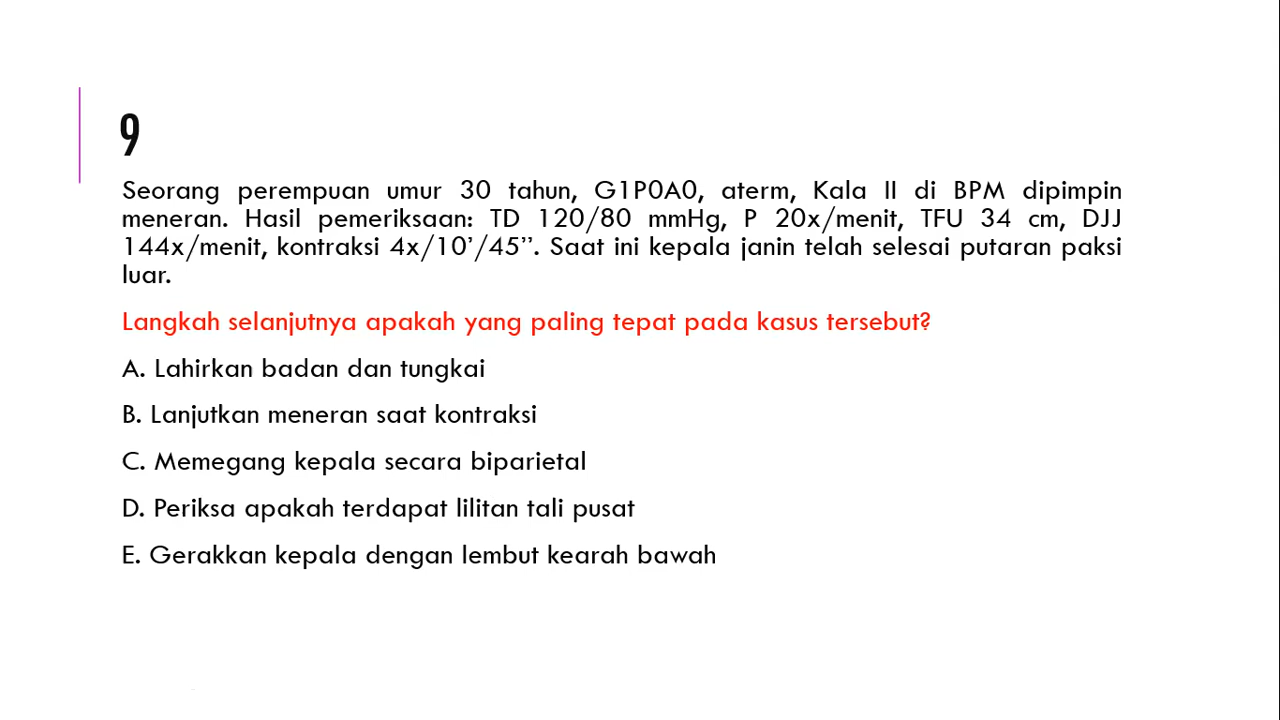 9
Seorang perempuan umur 30 tahun, G1P0A0, aterm, Kala II di BPM dipimpin
meneran. Hasil pemeriksaan: TD 120/80 mmHg, P 20x/menit, TFU 34 cm, DJJ
144x/menit, kontraksi 4x/10’/45’’. Saat ini kepala janin telah selesai putaran paksi
luar.
Langkah selanjutnya apakah yang paling tepat pada kasus tersebut?
A. Lahirkan badan dan tungkai
B. Lanjutkan meneran saat kontraksi
C. Memegang kepala secara biparietal
D. Periksa apakah terdapat lilitan tali pusat
E. Gerakkan kepala dengan lembut kearah bawah